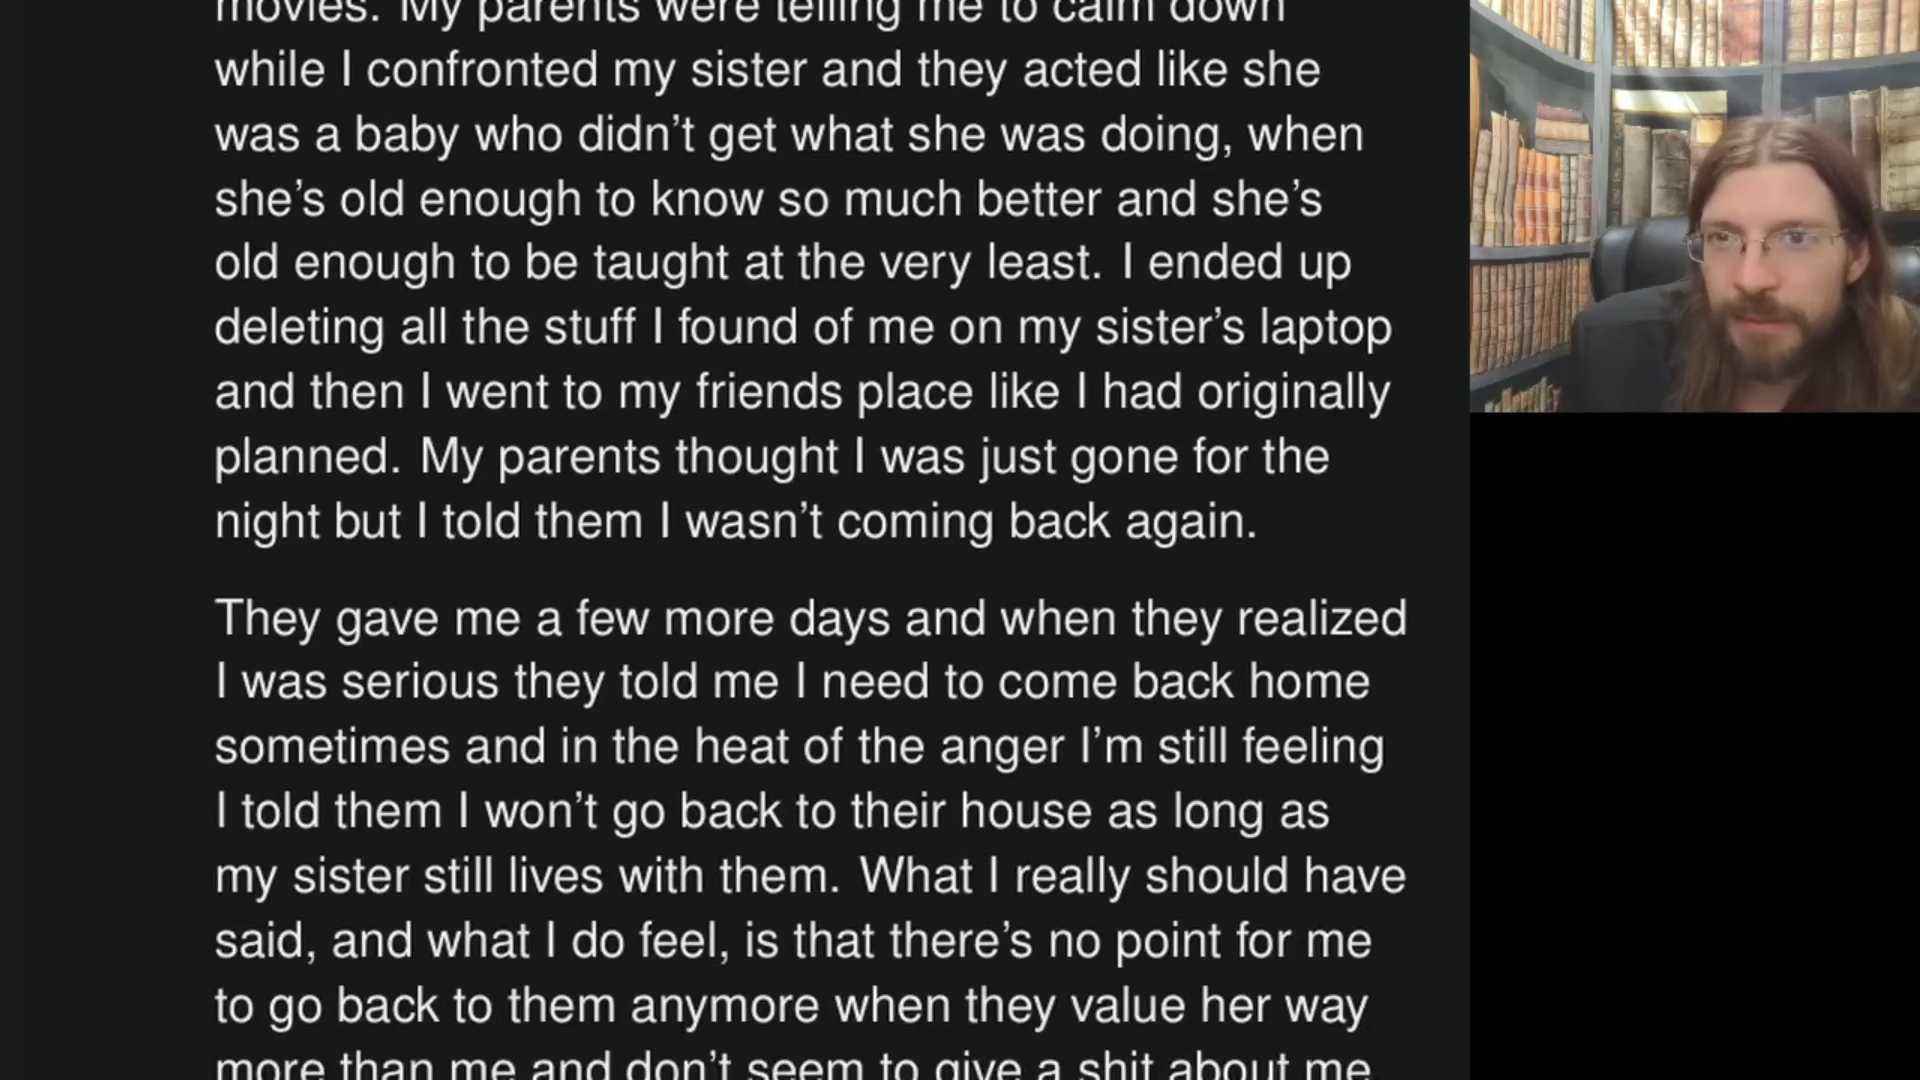 movies. My parents were telling me to calm down
while I confronted my sister and they acted like she
was a baby who didn’t get what she was doing, when
she’s old enough to know so much better and she’s
old enough to be taught at the very least. I ended up
deleting all the stuff I found of me on my sister’s laptop
and then I went to my friends place like I had originally
planned. My parents thought I was just gone for the
night but I told them I wasn’t coming back again.
They gave me a few more days and when they realized
I was serious they told me I need to come back home
sometimes and in the heat of the anger I’m still feeling
I told them I won’t go back to their house as long as
my sister still lives with them. What I really should have
said, and what I do feel, is that there’s no point for me
to go back to them anymore when they value her way
more than me and don’t seem to give a shit about me.